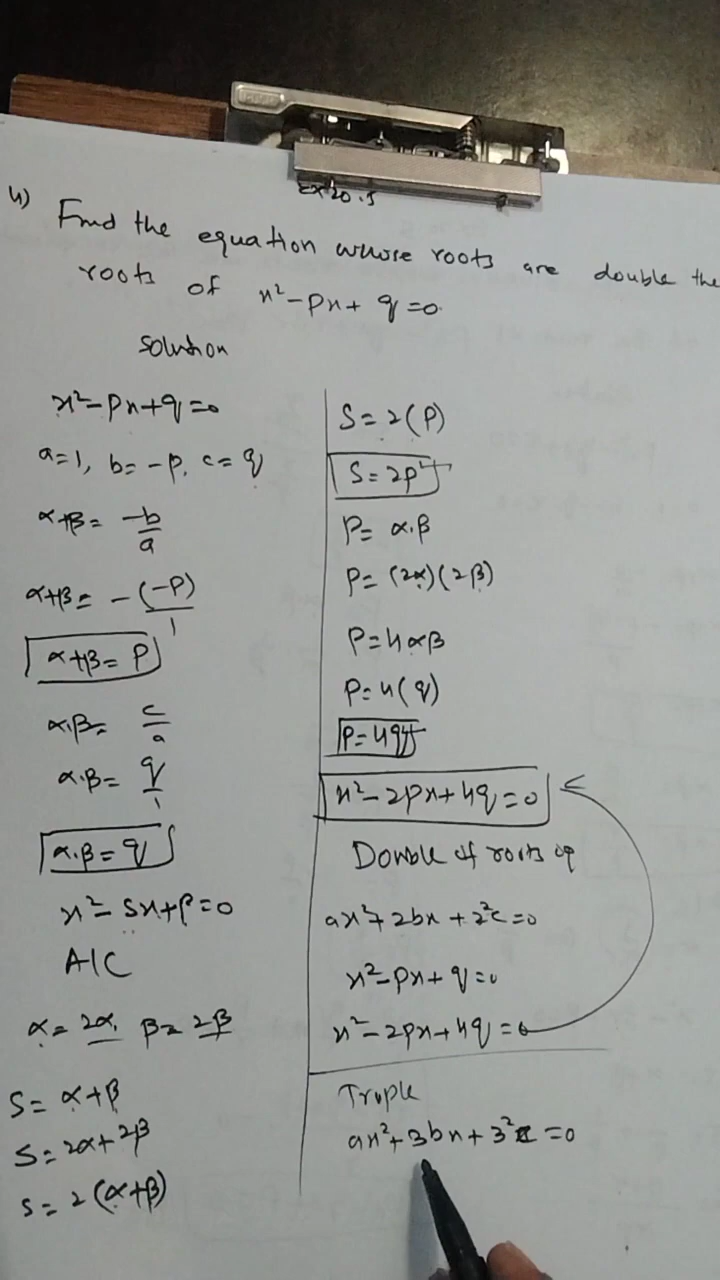 Ex 20.5
4) Find the equation whose roots are double the
roots of x²-px+q=0.
Solution
x²-px+q=0
a=1, b=-p, c=q
α+β = -b/a
α+β = -(-p)/1
α+β = p
α.β = c/a
α.β = q/1
α.β = q
x²-Sx+P=0
A/C
α = 2α, β = 2β
S = α+β
S = 2α+2β
S = 2(α+β)
S = 2(p)
S = 2p
P = α.β
P = (2α)(2β)
P = 4αβ
P = 4(q)
P = 4q
x²-2px+4q=0
Double of roots eq
ax²+2bx+2²c=0
x²-px+q=0
x²-2px+4q=0
Truple
ax²+3bx+3²c=0